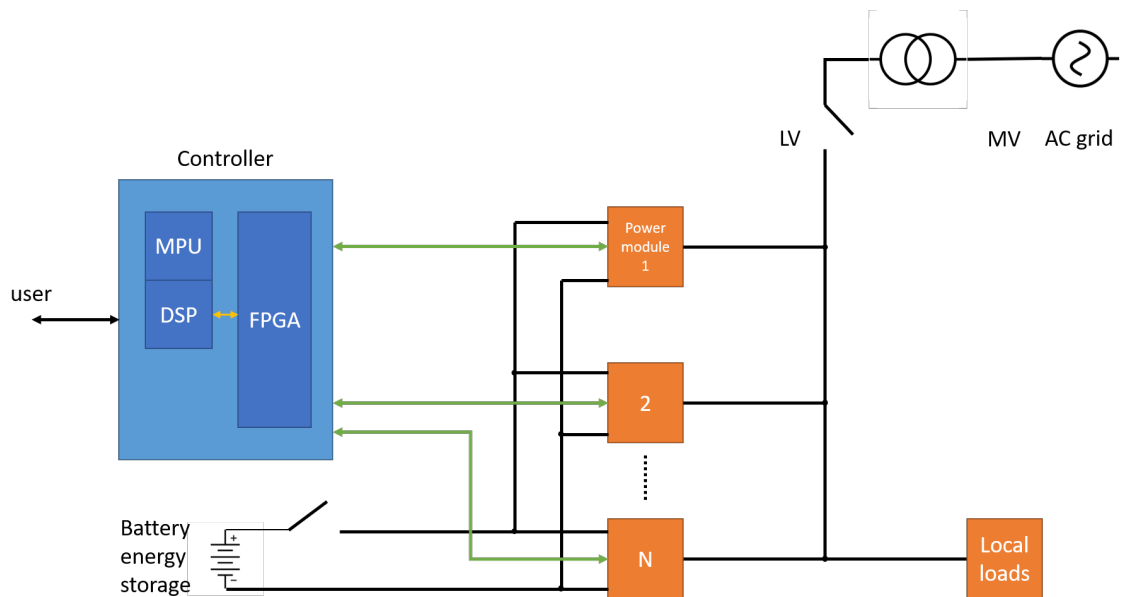 LV
MV
AC grid
Controller
MPU
DSP
FPGA
user
Power
module
1
2
N
Battery
energy
storage
+
−
Local
loads